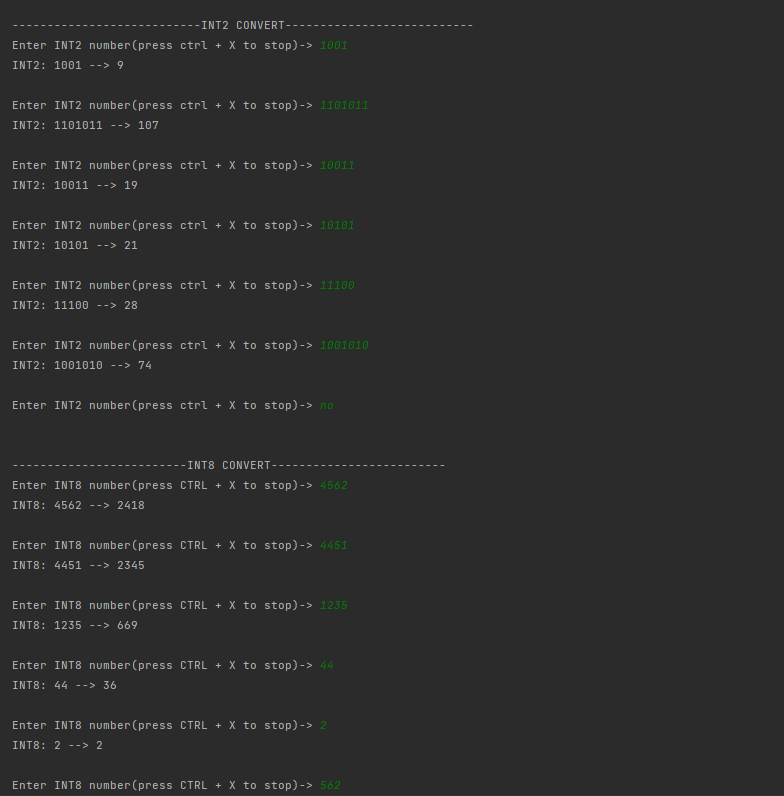 ---------------------------INT2 CONVERT---------------------------
Enter INT2 number(press ctrl + X to stop)-> 1001
INT2: 1001 --> 9
Enter INT2 number(press ctrl + X to stop)-> 1101011
INT2: 1101011 --> 107
Enter INT2 number(press ctrl + X to stop)-> 10011
INT2: 10011 --> 19
Enter INT2 number(press ctrl + X to stop)-> 10101
INT2: 10101 --> 21
Enter INT2 number(press ctrl + X to stop)-> 11100
INT2: 11100 --> 28
Enter INT2 number(press ctrl + X to stop)-> 1001010
INT2: 1001010 --> 74
Enter INT2 number(press ctrl + X to stop)-> no
-------------------------INT8 CONVERT-------------------------
Enter INT8 number(press CTRL + X to stop)-> 4562
INT8: 4562 --> 2418
Enter INT8 number(press CTRL + X to stop)-> 4451
INT8: 4451 --> 2345
Enter INT8 number(press CTRL + X to stop)-> 1235
INT8: 1235 --> 669
Enter INT8 number(press CTRL + X to stop)-> 44
INT8: 44 --> 36
Enter INT8 number(press CTRL + X to stop)-> 2
INT8: 2 --> 2
Enter INT8 number(press CTRL + X to stop)-> 562